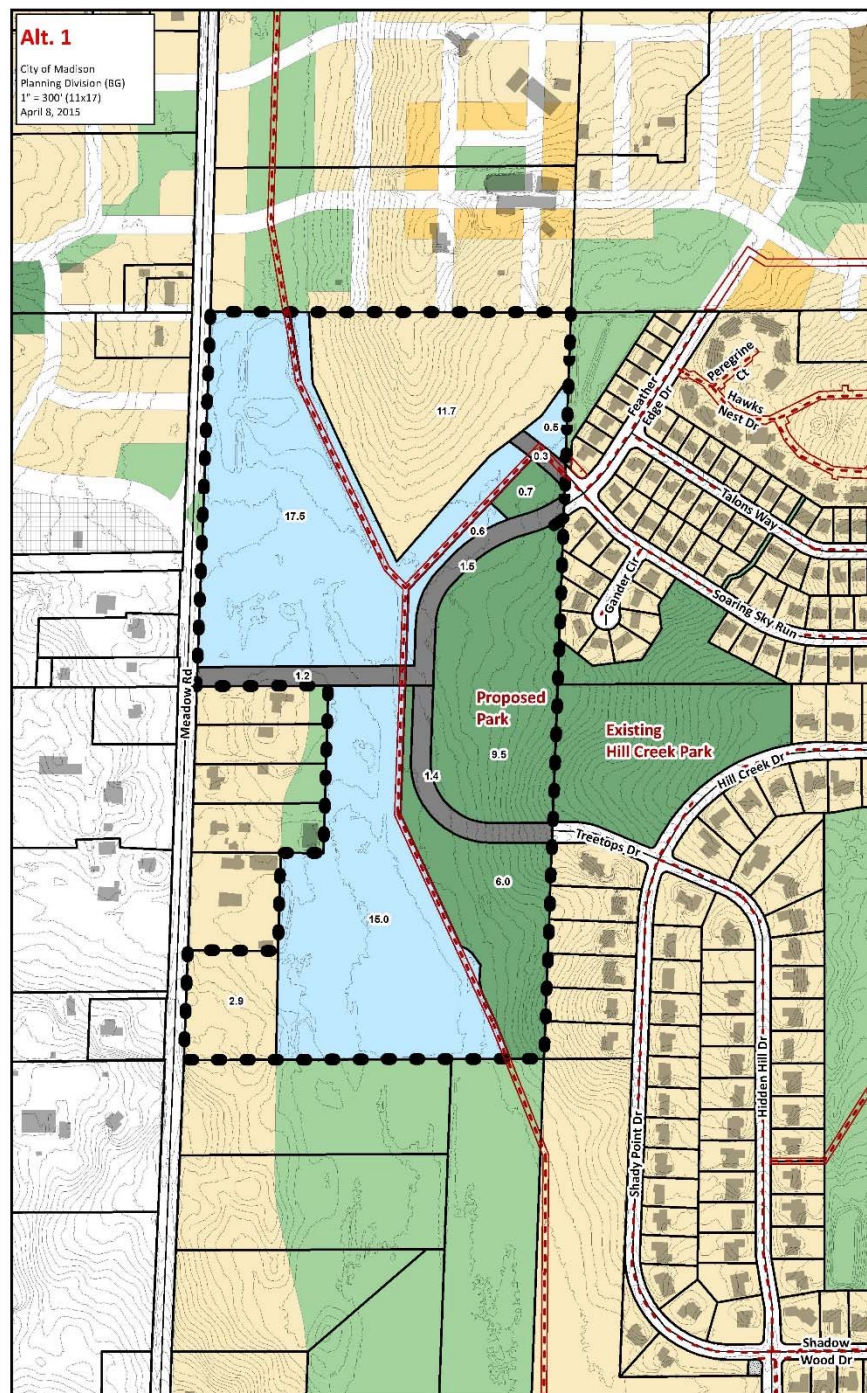 Alt. 1
City of Madison
Planning Division (BG)
1" = 300' (11x17)
April 8, 2015
Peregrine
Ct
Hawks
Nest Dr
Feather
Edge Dr
11.7
0.5
0.3
0.7
17.5
0.6
1.5
Talons Way
Gander Cir
Soaring Sky Run
Meadow Rd
1.2
Proposed
Park
9.5
Existing
Hill Creek Park
1.4
Hill Creek Dr
Treetops Dr
6.0
15.0
2.9
Shady Point Dr
Hidden Hill Dr
Shadow
Wood Dr